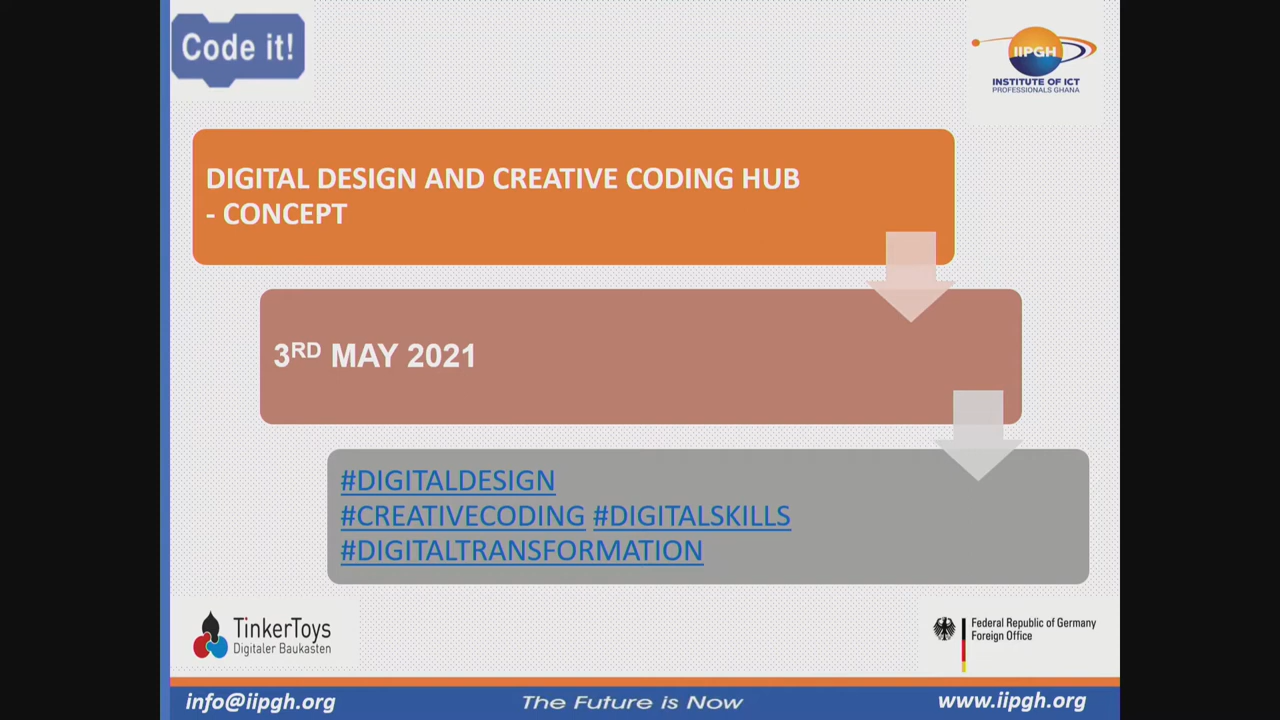 Code it!
IIPGH
INSTITUTE OF ICT
PROFESSIONALS GHANA
DIGITAL DESIGN AND CREATIVE CODING HUB
- CONCEPT
3RD MAY 2021
#DIGITALDESIGN
#CREATIVECODING #DIGITALSKILLS
#DIGITALTRANSFORMATION
TinkerToys
Digitaler Baukasten
Federal Republic of Germany
Foreign Office
info@iipgh.org
The Future is Now
www.iipgh.org